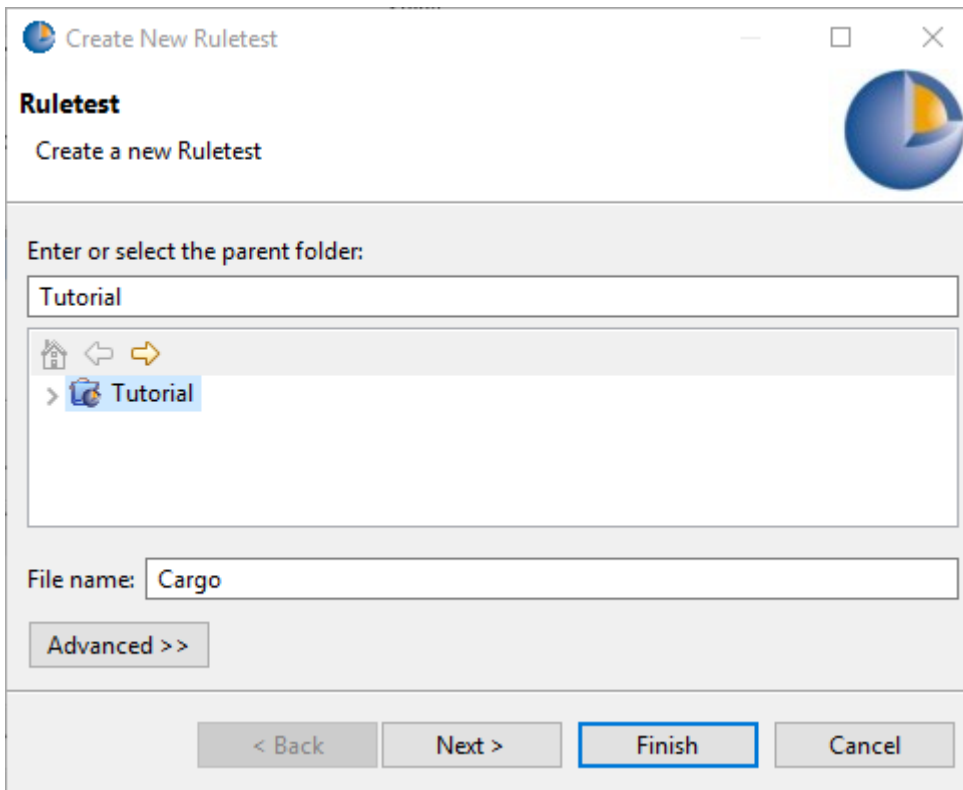 Create New Ruletest
Ruletest
Create a new Ruletest
Enter or select the parent folder:
Tutorial
Tutorial
File name: Cargo
Advanced >>
< Back Next > Finish Cancel